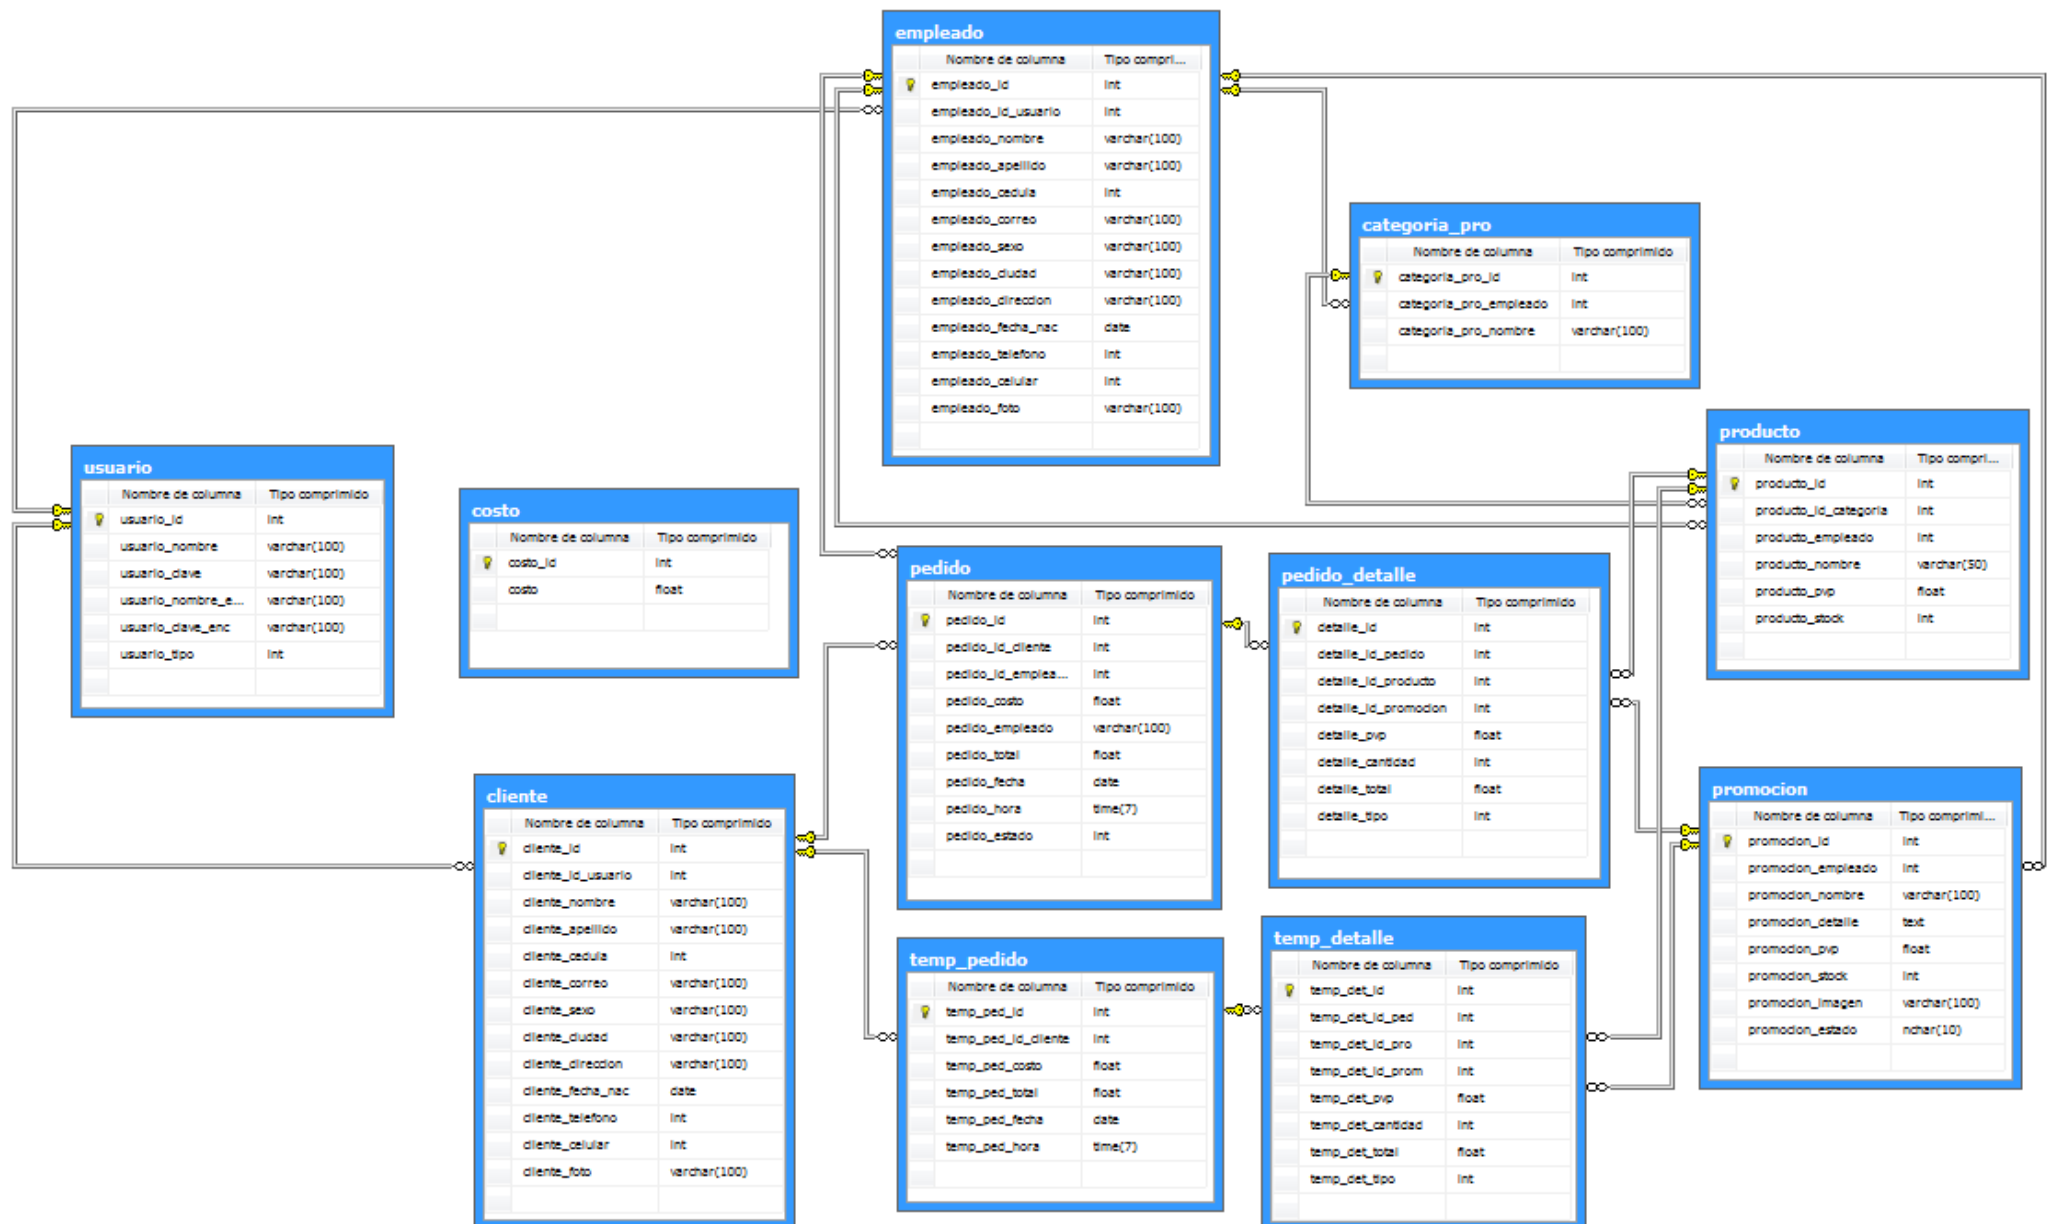 empleado
Nombre de columna Tipo compri...
empleado_id int
empleado_id_usuario int
empleado_nombre varchar(100)
empleado_apellido varchar(100)
empleado_cedula int
empleado_correo varchar(100)
empleado_sexo varchar(100)
empleado_ciudad varchar(100)
empleado_direccion varchar(100)
empleado_fecha_nac date
empleado_telefono int
empleado_celular int
empleado_foto varchar(100)
categoria_pro
Nombre de columna Tipo comprimido
categoria_pro_id int
categoria_pro_empleado int
categoria_pro_nombre varchar(100)
producto
Nombre de columna Tipo compri...
producto_id int
producto_id_categoria int
producto_empleado int
producto_nombre varchar(50)
producto_pvp float
producto_stock int
usuario
Nombre de columna Tipo comprimido
usuario_id int
usuario_nombre varchar(100)
usuario_clave varchar(100)
usuario_nombre_e... varchar(100)
usuario_clave_enc varchar(100)
usuario_tipo int
costo
Nombre de columna Tipo comprimido
costo_id int
costo float
pedido
Nombre de columna Tipo comprimido
pedido_id int
pedido_id_cliente int
pedido_id_emplea... int
pedido_costo float
pedido_empleado varchar(100)
pedido_total float
pedido_fecha date
pedido_hora time(7)
pedido_estado int
pedido_detalle
Nombre de columna Tipo comprimido
detalle_id int
detalle_id_pedido int
detalle_id_producto int
detalle_id_promocion int
detalle_pvp float
detalle_cantidad int
detalle_total float
detalle_tipo int
promocion
Nombre de columna Tipo comprimi...
promocion_id int
promocion_empleado int
promocion_nombre varchar(100)
promocion_detalle text
promocion_pvp float
promocion_stock int
promocion_imagen varchar(100)
promocion_estado nchar(10)
cliente
Nombre de columna Tipo comprimido
cliente_id int
cliente_id_usuario int
cliente_nombre varchar(100)
cliente_apellido varchar(100)
cliente_cedula int
cliente_correo varchar(100)
cliente_sexo varchar(100)
cliente_ciudad varchar(100)
cliente_direccion varchar(100)
cliente_fecha_nac date
cliente_telefono int
cliente_celular int
cliente_foto varchar(100)
temp_pedido
Nombre de columna Tipo comprimido
temp_ped_id int
temp_ped_id_cliente int
temp_ped_costo float
temp_ped_total float
temp_ped_fecha date
temp_ped_hora time(7)
temp_detalle
Nombre de columna Tipo comprimido
temp_det_id int
temp_det_id_ped int
temp_det_id_pro int
temp_det_id_prom int
temp_det_pvp float
temp_det_cantidad int
temp_det_total float
temp_det_tipo int